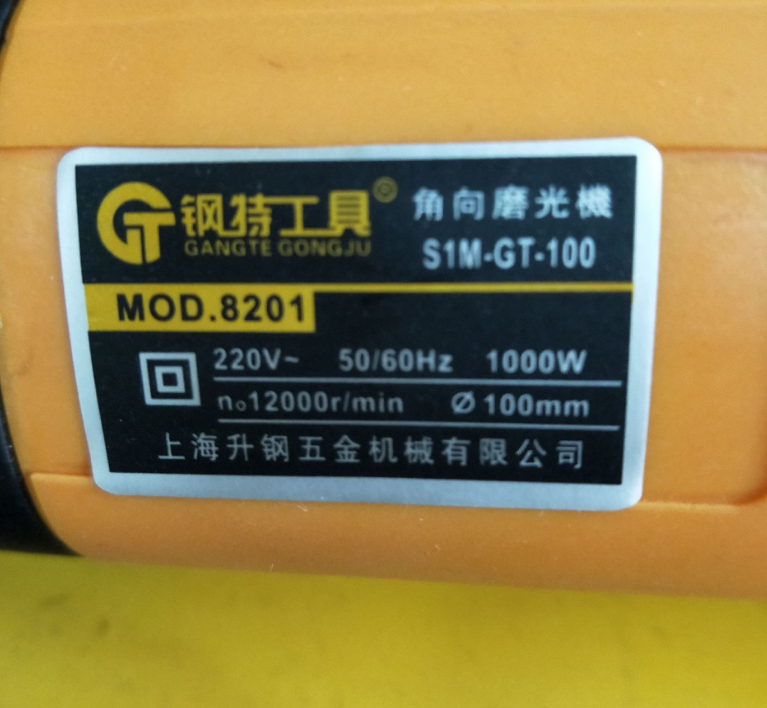 GT 钢特工具®
GANGTE GONGJU
角向磨光機
S1M-GT-100
MOD.8201
220V~ 50/60Hz 1000W
n₀12000r/min Ø100mm
上海升钢五金机械有限公司